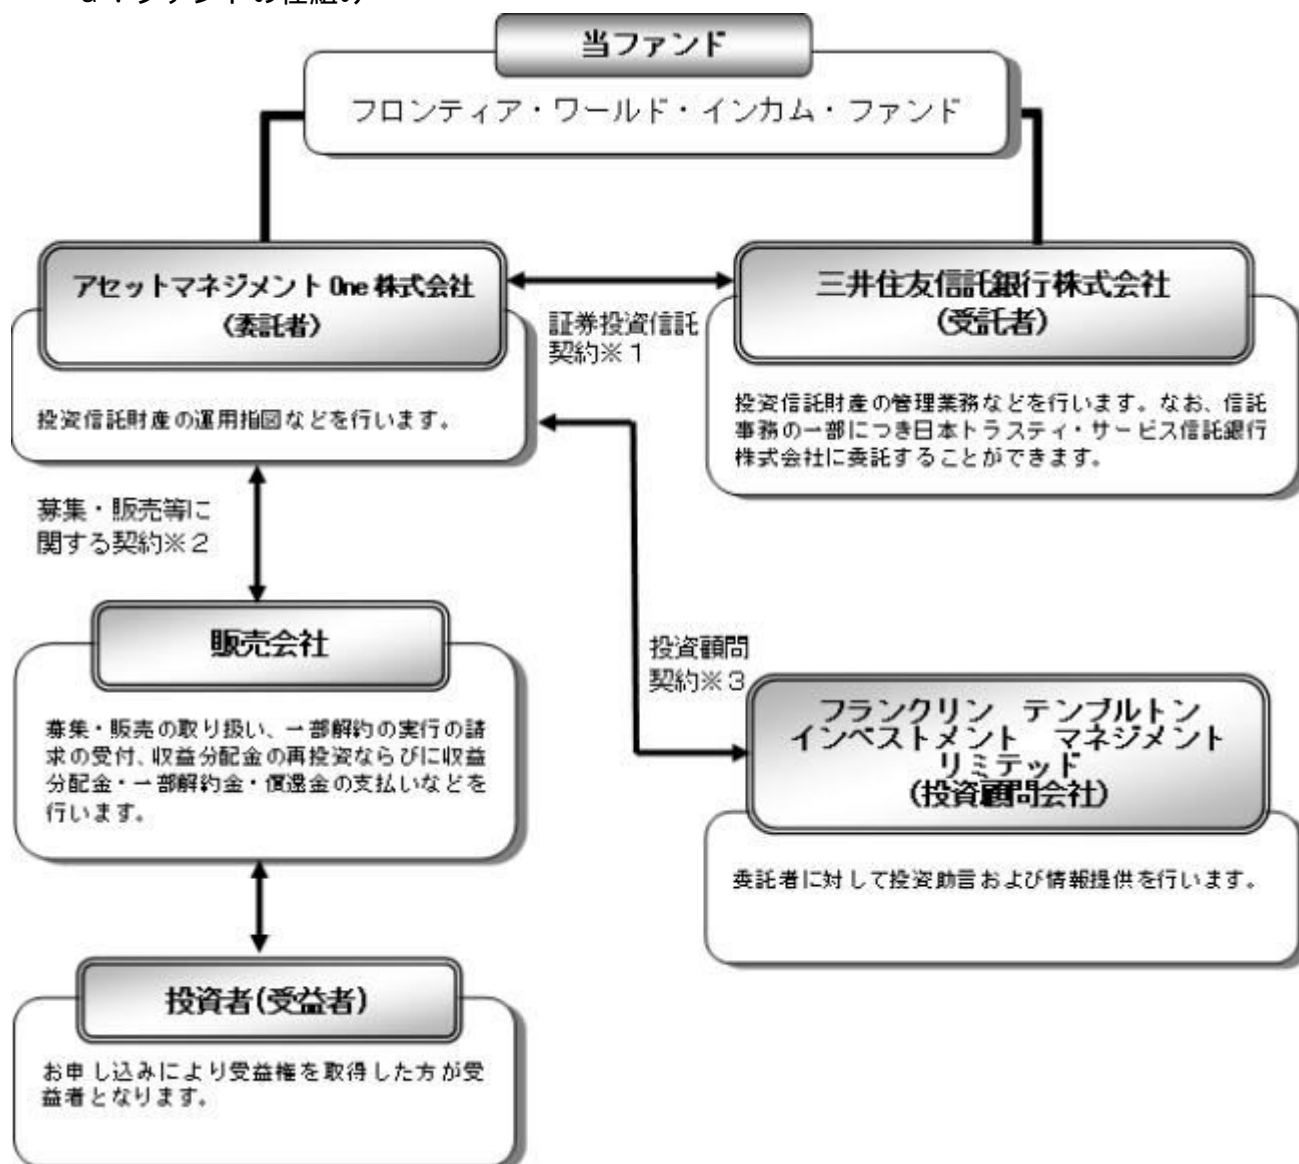 ファンドの仕組み
当ファンド
フロンティア・ワールド・インカム・ファンド
アセットマネジメント One 株式会社
(委託者)
投資信託財産の運用指図などを行います。
証券投資信託
契約※1
三井住友信託銀行株式会社
(受託者)
投資信託財産の管理業務などを行います。なお、信託
事務の一部につき日本トラスティ・サービス信託銀行
株式会社に委託することができます。
募集・販売等に
関する契約※2
販売会社
募集・販売の取り扱い、一部解約の実行の請
求の受付、収益分配金の再投資ならびに収益
分配金・一部解約金・償還金の支払いなどを
行います。
投資顧問
契約※3
フランクリン テンプルトン
インベストメント マネジメント
リミテッド
(投資顧問会社)
委託者に対して投資助言および情報提供を行います。
投資者(受益者)
お申し込みにより受益権を取得した方が受
益者となります。